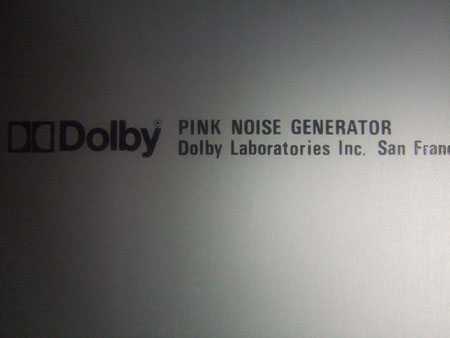 Dolby® PINK NOISE GENERATOR
Dolby Laboratories Inc. San Fran